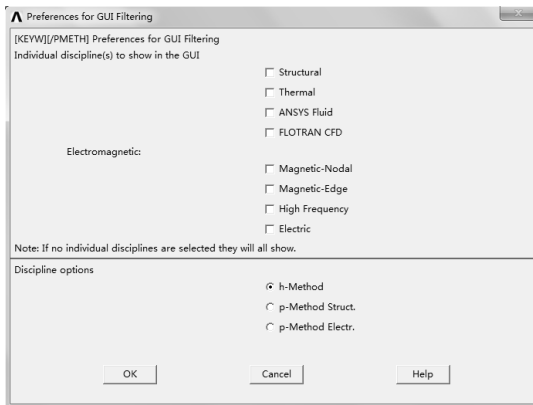 Preferences for GUI Filtering
[KEYW][/PMETH] Preferences for GUI Filtering
Individual discipline(s) to show in the GUI
Structural
Thermal
ANSYS Fluid
FLOTRAN CFD
Electromagnetic:
Magnetic-Nodal
Magnetic-Edge
High Frequency
Electric
Note: If no individual disciplines are selected they will all show.
Discipline options
h-Method
p-Method Struct.
p-Method Electr.
OK Cancel Help